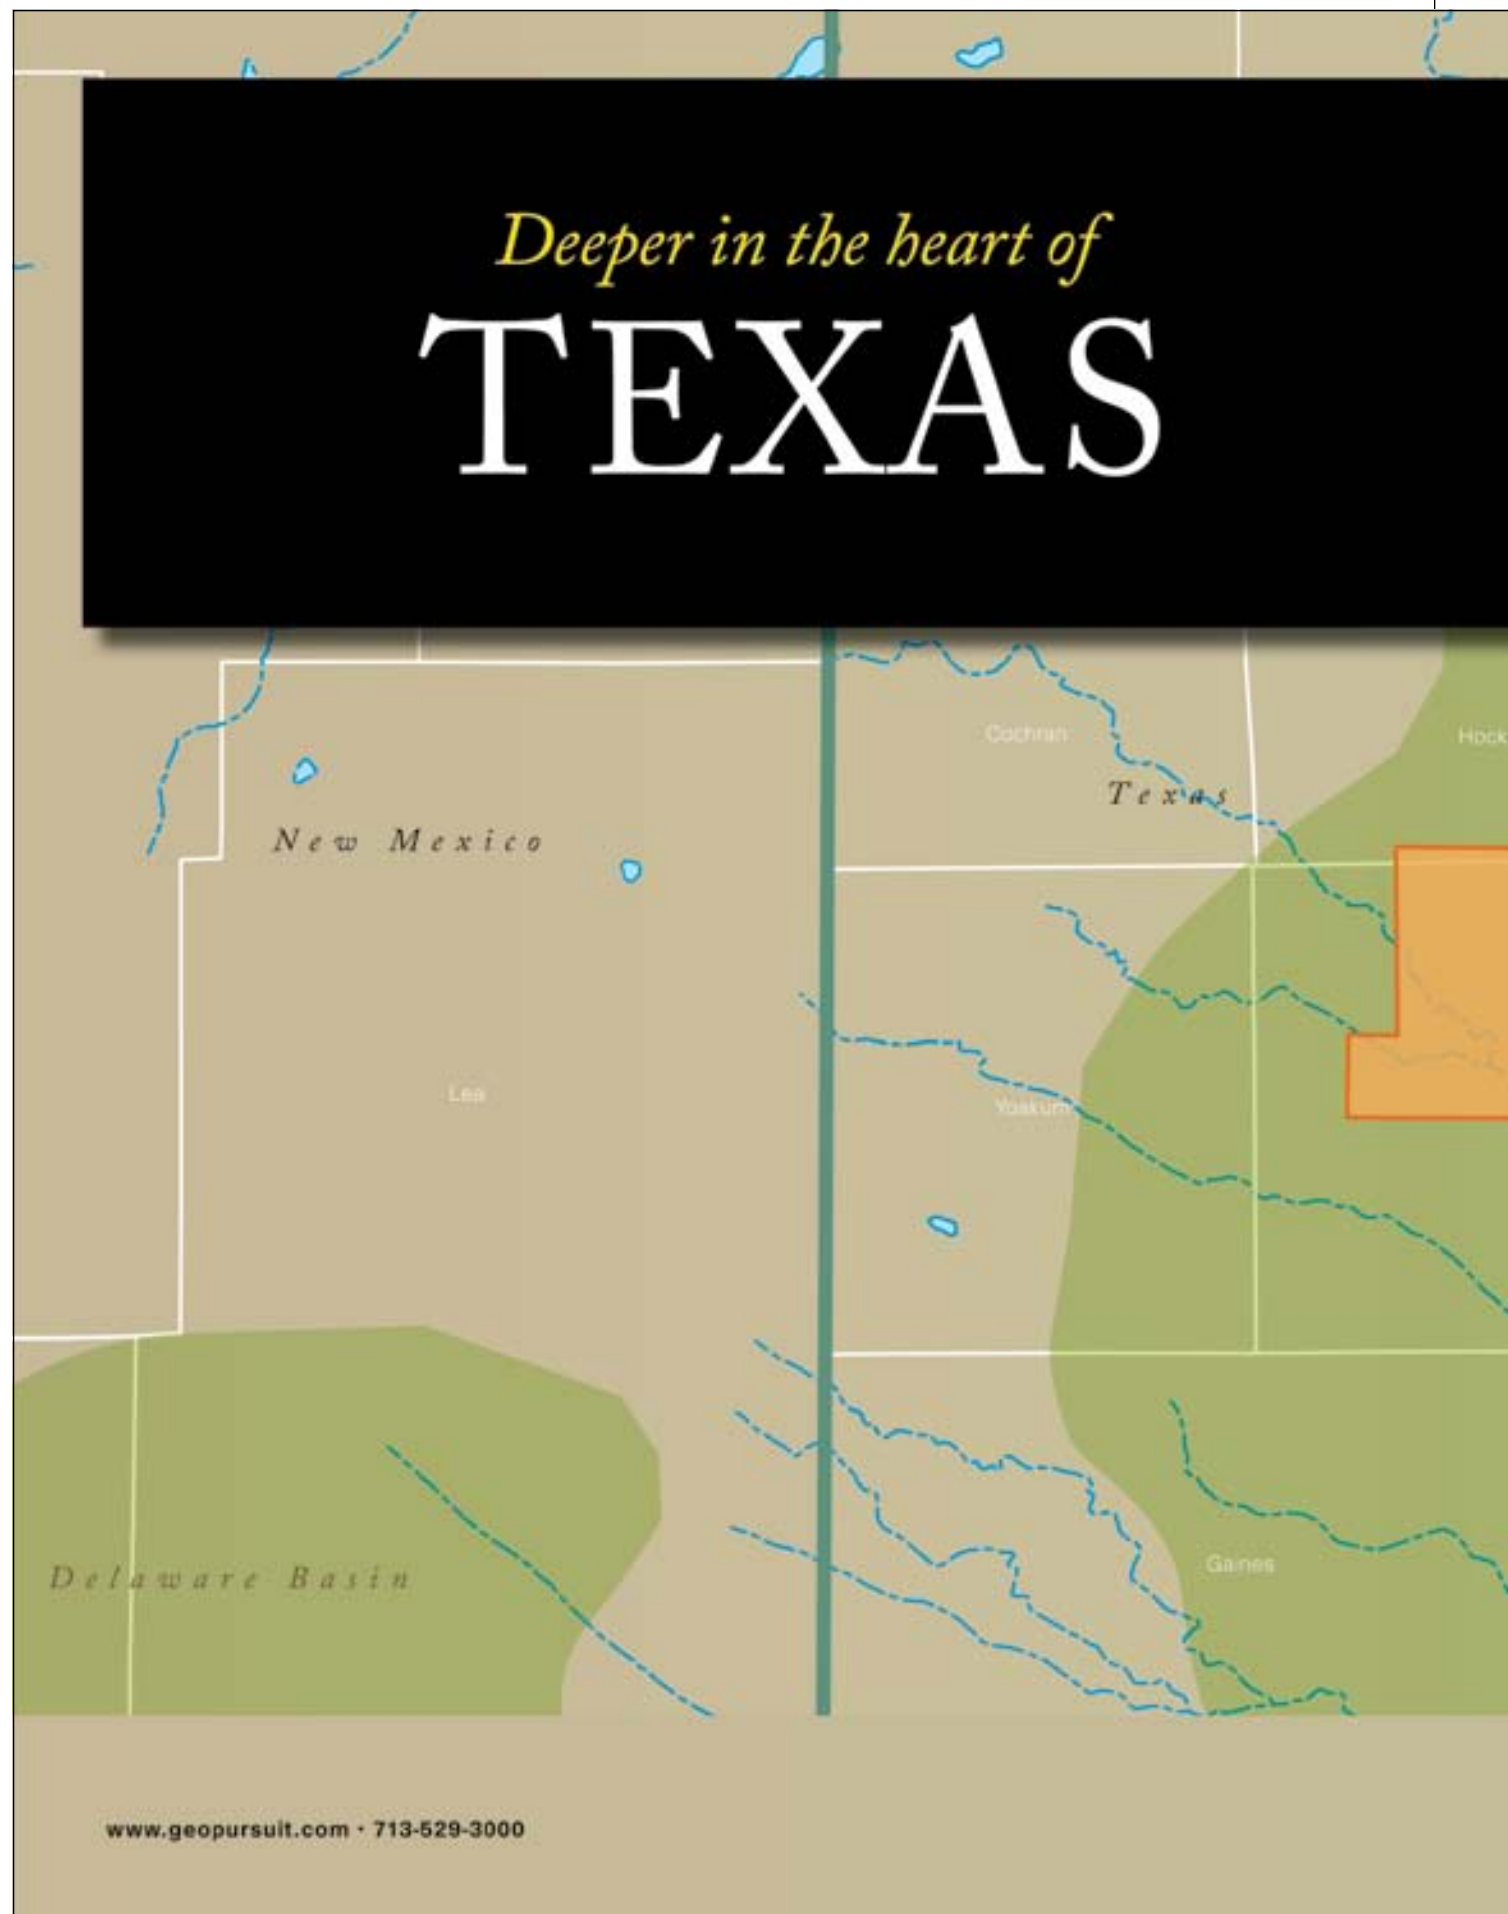 Deeper in the heart of
TEXAS
Cochran
Hock
Texas
New Mexico
Lea
Yoakum
Gaines
Delaware Basin
www.geopursuit.com • 713-529-3000